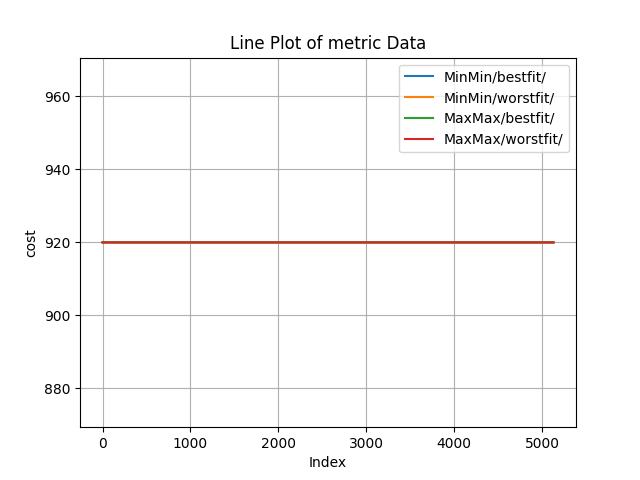 Line Plot of metric Data
MinMin/bestfit/
MinMin/worstfit/
MaxMax/bestfit/
MaxMax/worstfit/
960
940
920
900
880
cost
0 1000 2000 3000 4000 5000
Index